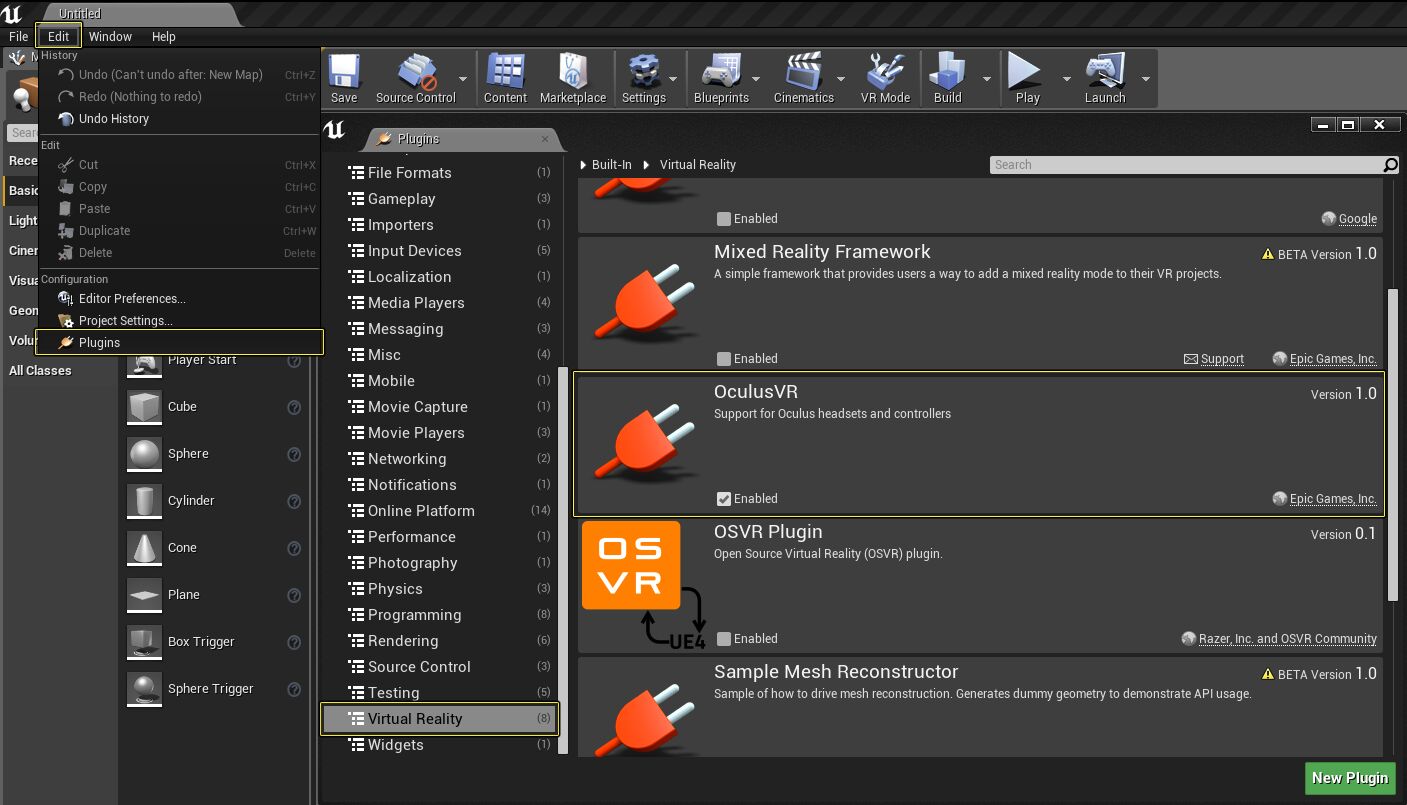 Untitled
File Edit Window Help
History
Undo (Can't undo after: New Map) Ctrl+Z
Redo (Nothing to redo) Ctrl+Y
Undo History
Edit
Cut Ctrl+X
Copy Ctrl+C
Paste Ctrl+V
Duplicate Ctrl+W
Delete Delete
Configuration
Editor Preferences...
Project Settings...
Plugins
Save
Source Control
Content
Marketplace
Settings
Blueprints
Cinematics
VR Mode
Build
Play
Launch
M
Sear
Rece
Basic
Light
Cinem
Visua
Geom
Volum
All Classes
Player Start
Cube
Sphere
Cylinder
Cone
Plane
Box Trigger
Sphere Trigger
Plugins
File Formats (1)
Gameplay (3)
Importers (1)
Input Devices (5)
Localization (1)
Media Players (4)
Messaging (3)
Misc (4)
Mobile (1)
Movie Capture (1)
Movie Players (3)
Networking (2)
Notifications (1)
Online Platform (14)
Performance (1)
Photography (1)
Physics (3)
Programming (8)
Rendering (6)
Source Control (3)
Testing (5)
Virtual Reality (8)
Widgets (1)
Built-In Virtual Reality
Search
Enabled Google
Mixed Reality Framework BETA Version 1.0
A simple framework that provides users a way to add a mixed reality mode to their VR projects.
Enabled Support Epic Games, Inc.
OculusVR Version 1.0
Support for Oculus headsets and controllers
Enabled Epic Games, Inc.
OS
VR
UE4
OSVR Plugin Version 0.1
Open Source Virtual Reality (OSVR) plugin.
Enabled Razer, Inc. and OSVR Community
Sample Mesh Reconstructor BETA Version 1.0
Sample of how to drive mesh reconstruction. Generates dummy geometry to demonstrate API usage.
New Plugin